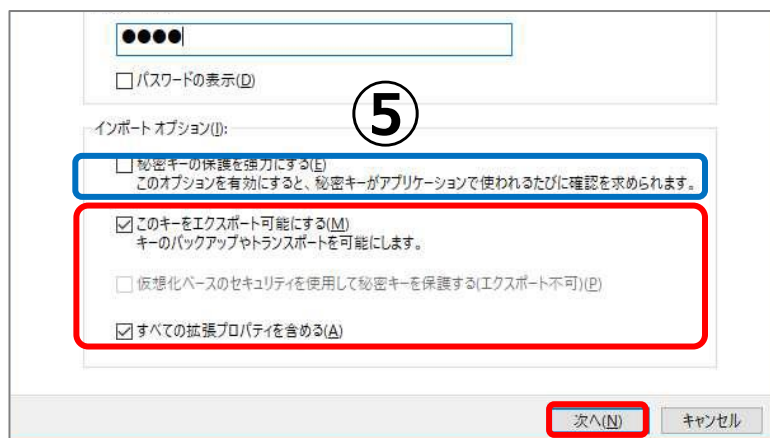 ●●●●
パスワードの表示(D)
⑤
インポート オプション(I):
秘密キーの保護を強力にする(E)
このオプションを有効にすると、秘密キーがアプリケーションで使われるたびに確認を求められます。
このキーをエクスポート可能にする(M)
キーのバックアップやトランスポートを可能にします。
仮想化ベースのセキュリティを使用して秘密キーを保護する(エクスポート不可)(P)
すべての拡張プロパティを含める(A)
次へ(N) キャンセル